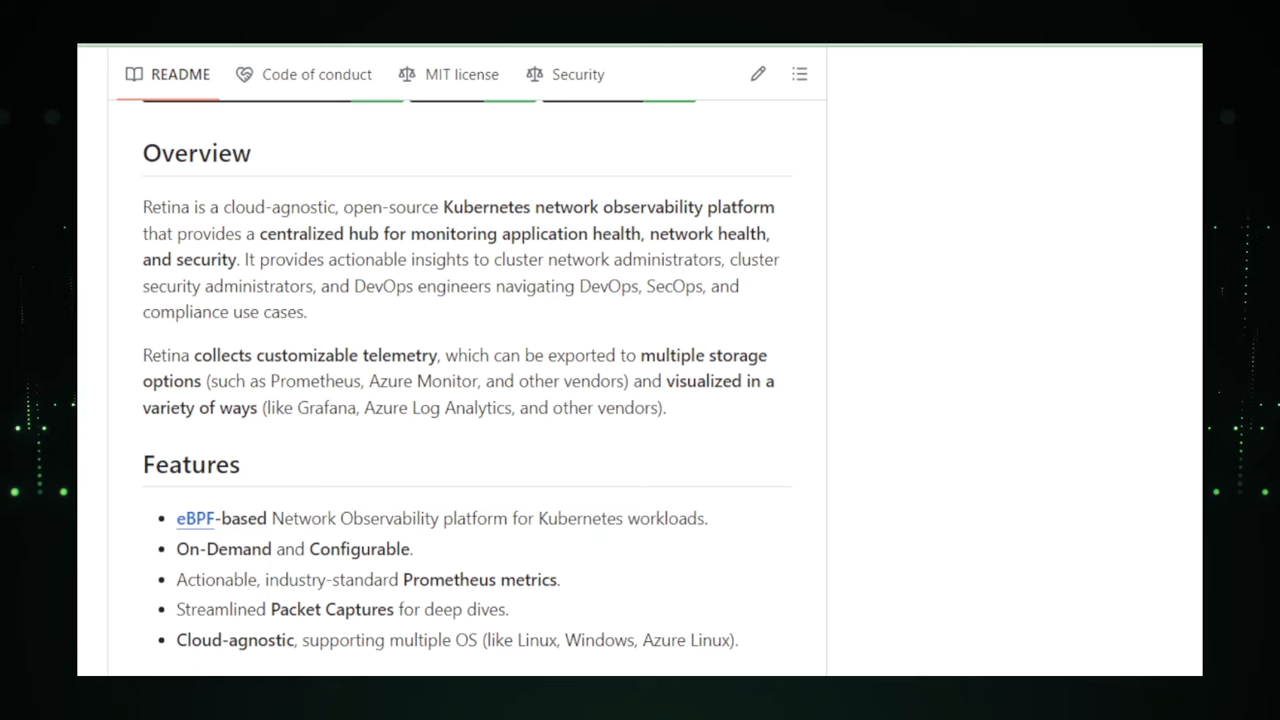 README Code of conduct MIT license Security
Overview
Retina is a cloud-agnostic, open-source Kubernetes network observability platform
that provides a centralized hub for monitoring application health, network health,
and security. It provides actionable insights to cluster network administrators, cluster
security administrators, and DevOps engineers navigating DevOps, SecOps, and
compliance use cases.
Retina collects customizable telemetry, which can be exported to multiple storage
options (such as Prometheus, Azure Monitor, and other vendors) and visualized in a
variety of ways (like Grafana, Azure Log Analytics, and other vendors).
Features
• eBPF-based Network Observability platform for Kubernetes workloads.
• On-Demand and Configurable.
• Actionable, industry-standard Prometheus metrics.
• Streamlined Packet Captures for deep dives.
• Cloud-agnostic, supporting multiple OS (like Linux, Windows, Azure Linux).